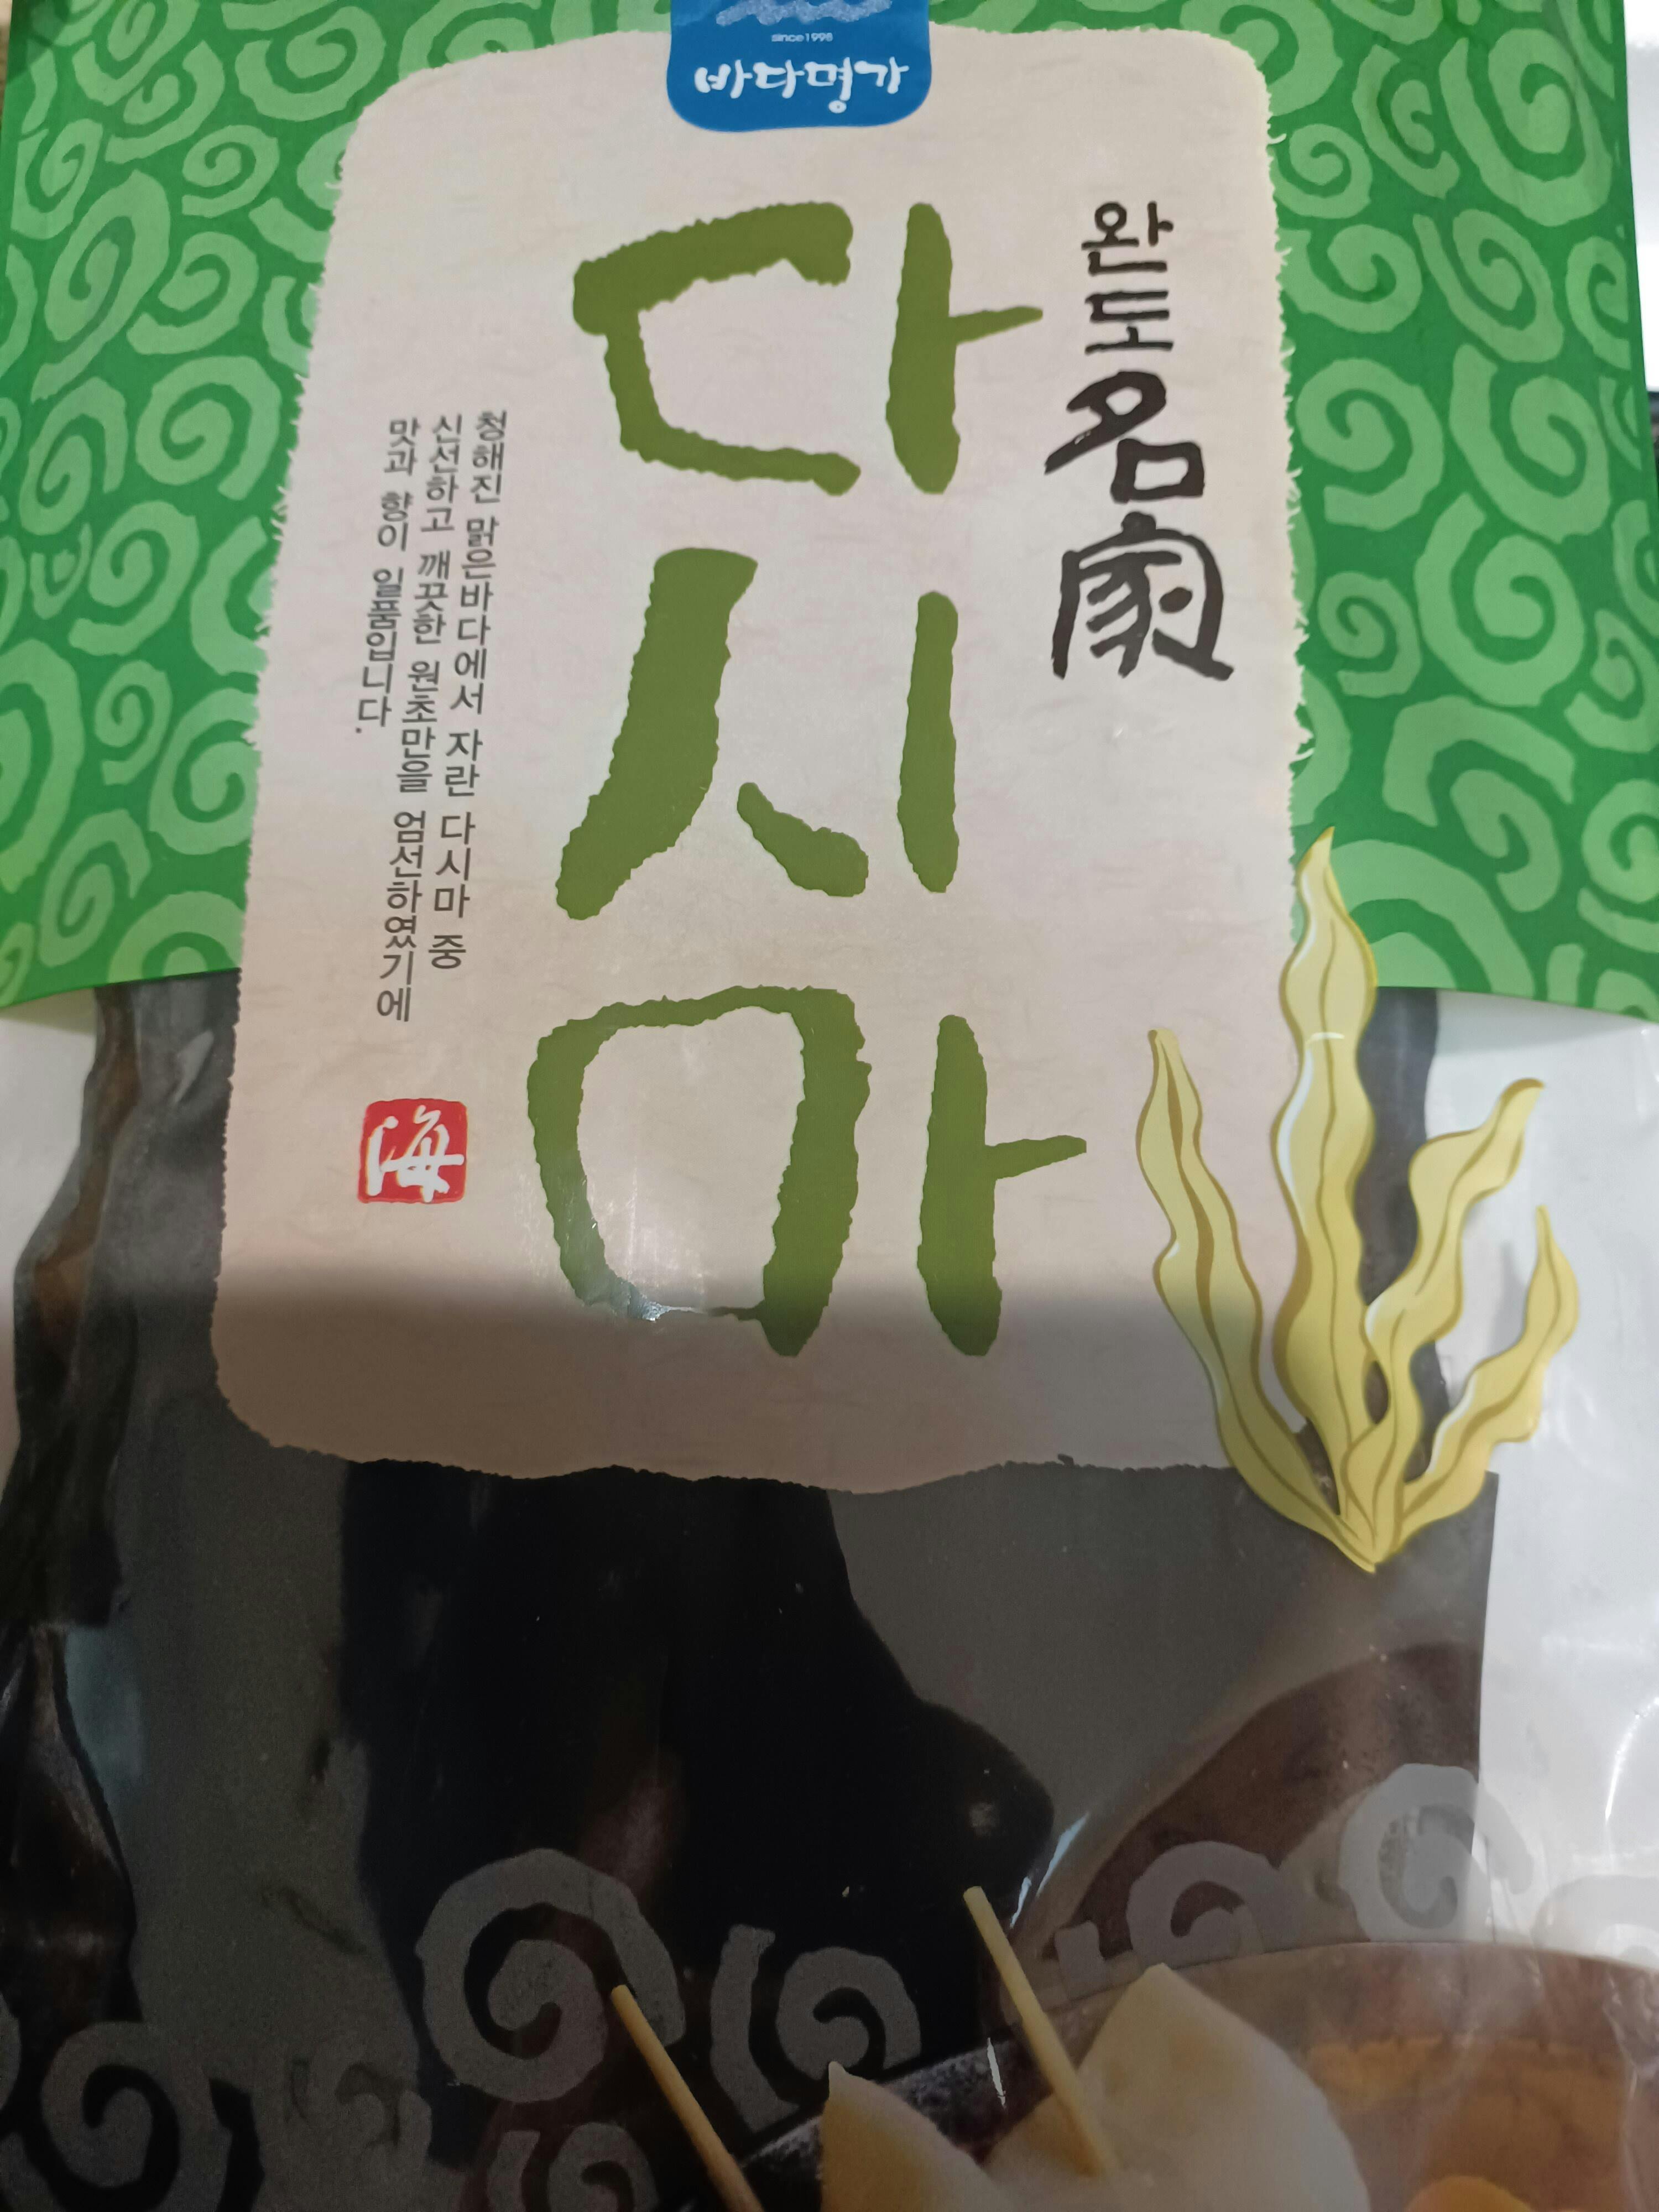 since1998
바다명가
완도名家
다시마
청해진 맑은바다에서 자란 다시마 중
신선하고 깨끗한 원초만을 엄선하였기에
맛과 향이 일품입니다.
海